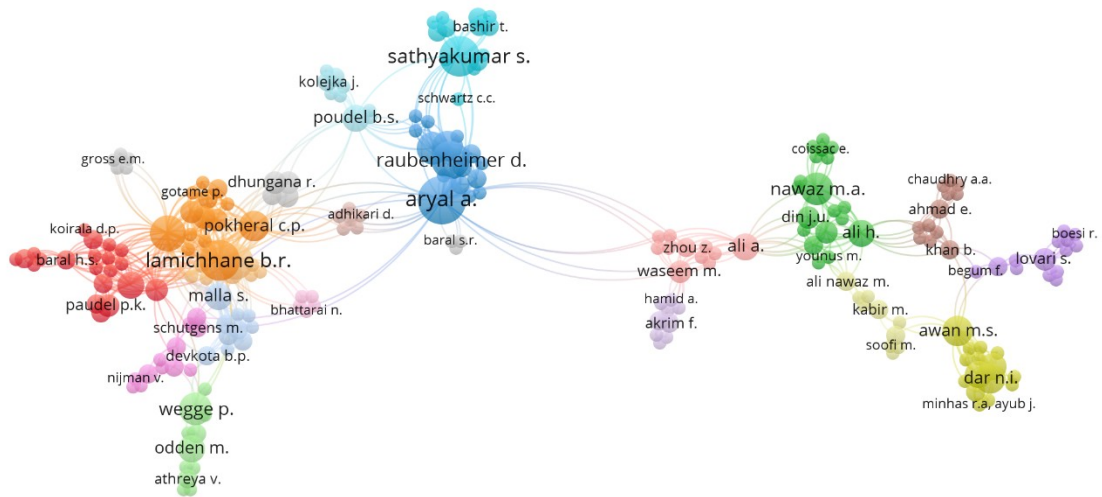 bashir t.
sathyakumar s.
kolejka j.
schwartz c.c.
poudel b.s.
coissac e.
gross e.m.
raubenheimer d.
dhungana r.
nawaz m.a.
chaudhry a.a.
gotame p.
aryal a.
adhikari d.
pokheral c.p.
din j.u.
ahmad e.
koirala d.p.
baral s.r.
zhou z.
ali a.
ali h.
boesi r.
baral h.s.
lamichhane b.r.
younus m.
khan b.
lovari s.
waseem m.
begum f.
malla s.
ali nawaz m.
paudel p.k.
bhattarai n.
hamid a.
kabir m.
schutgens m.
akrim f.
awan m.s.
devkota b.p.
soofi m.
nijman v.
dar n.i.
wegge p.
minhas r.a, ayub j.
odden m.
athreya v.